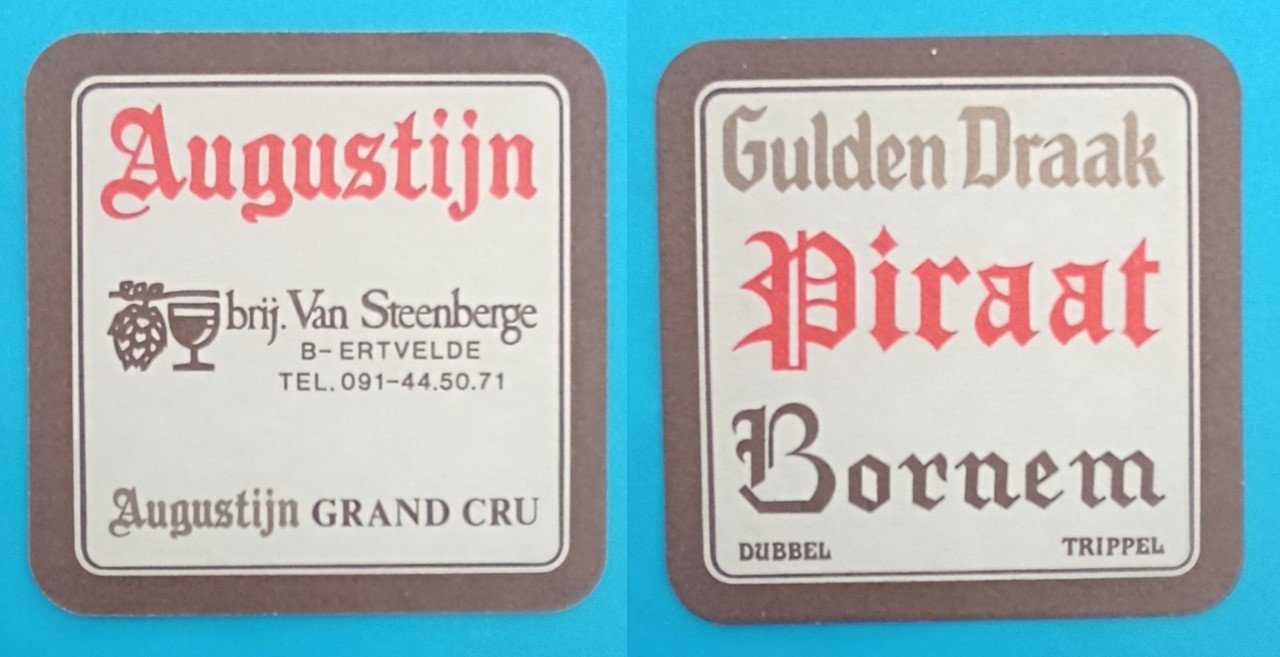 Augustijn
brij. Van Steenberge
B-ERTVELDE
TEL. 091-44.50.71
Augustijn GRAND CRU
Gulden Draak
Piraat
Bornem
DUBBEL TRIPPEL